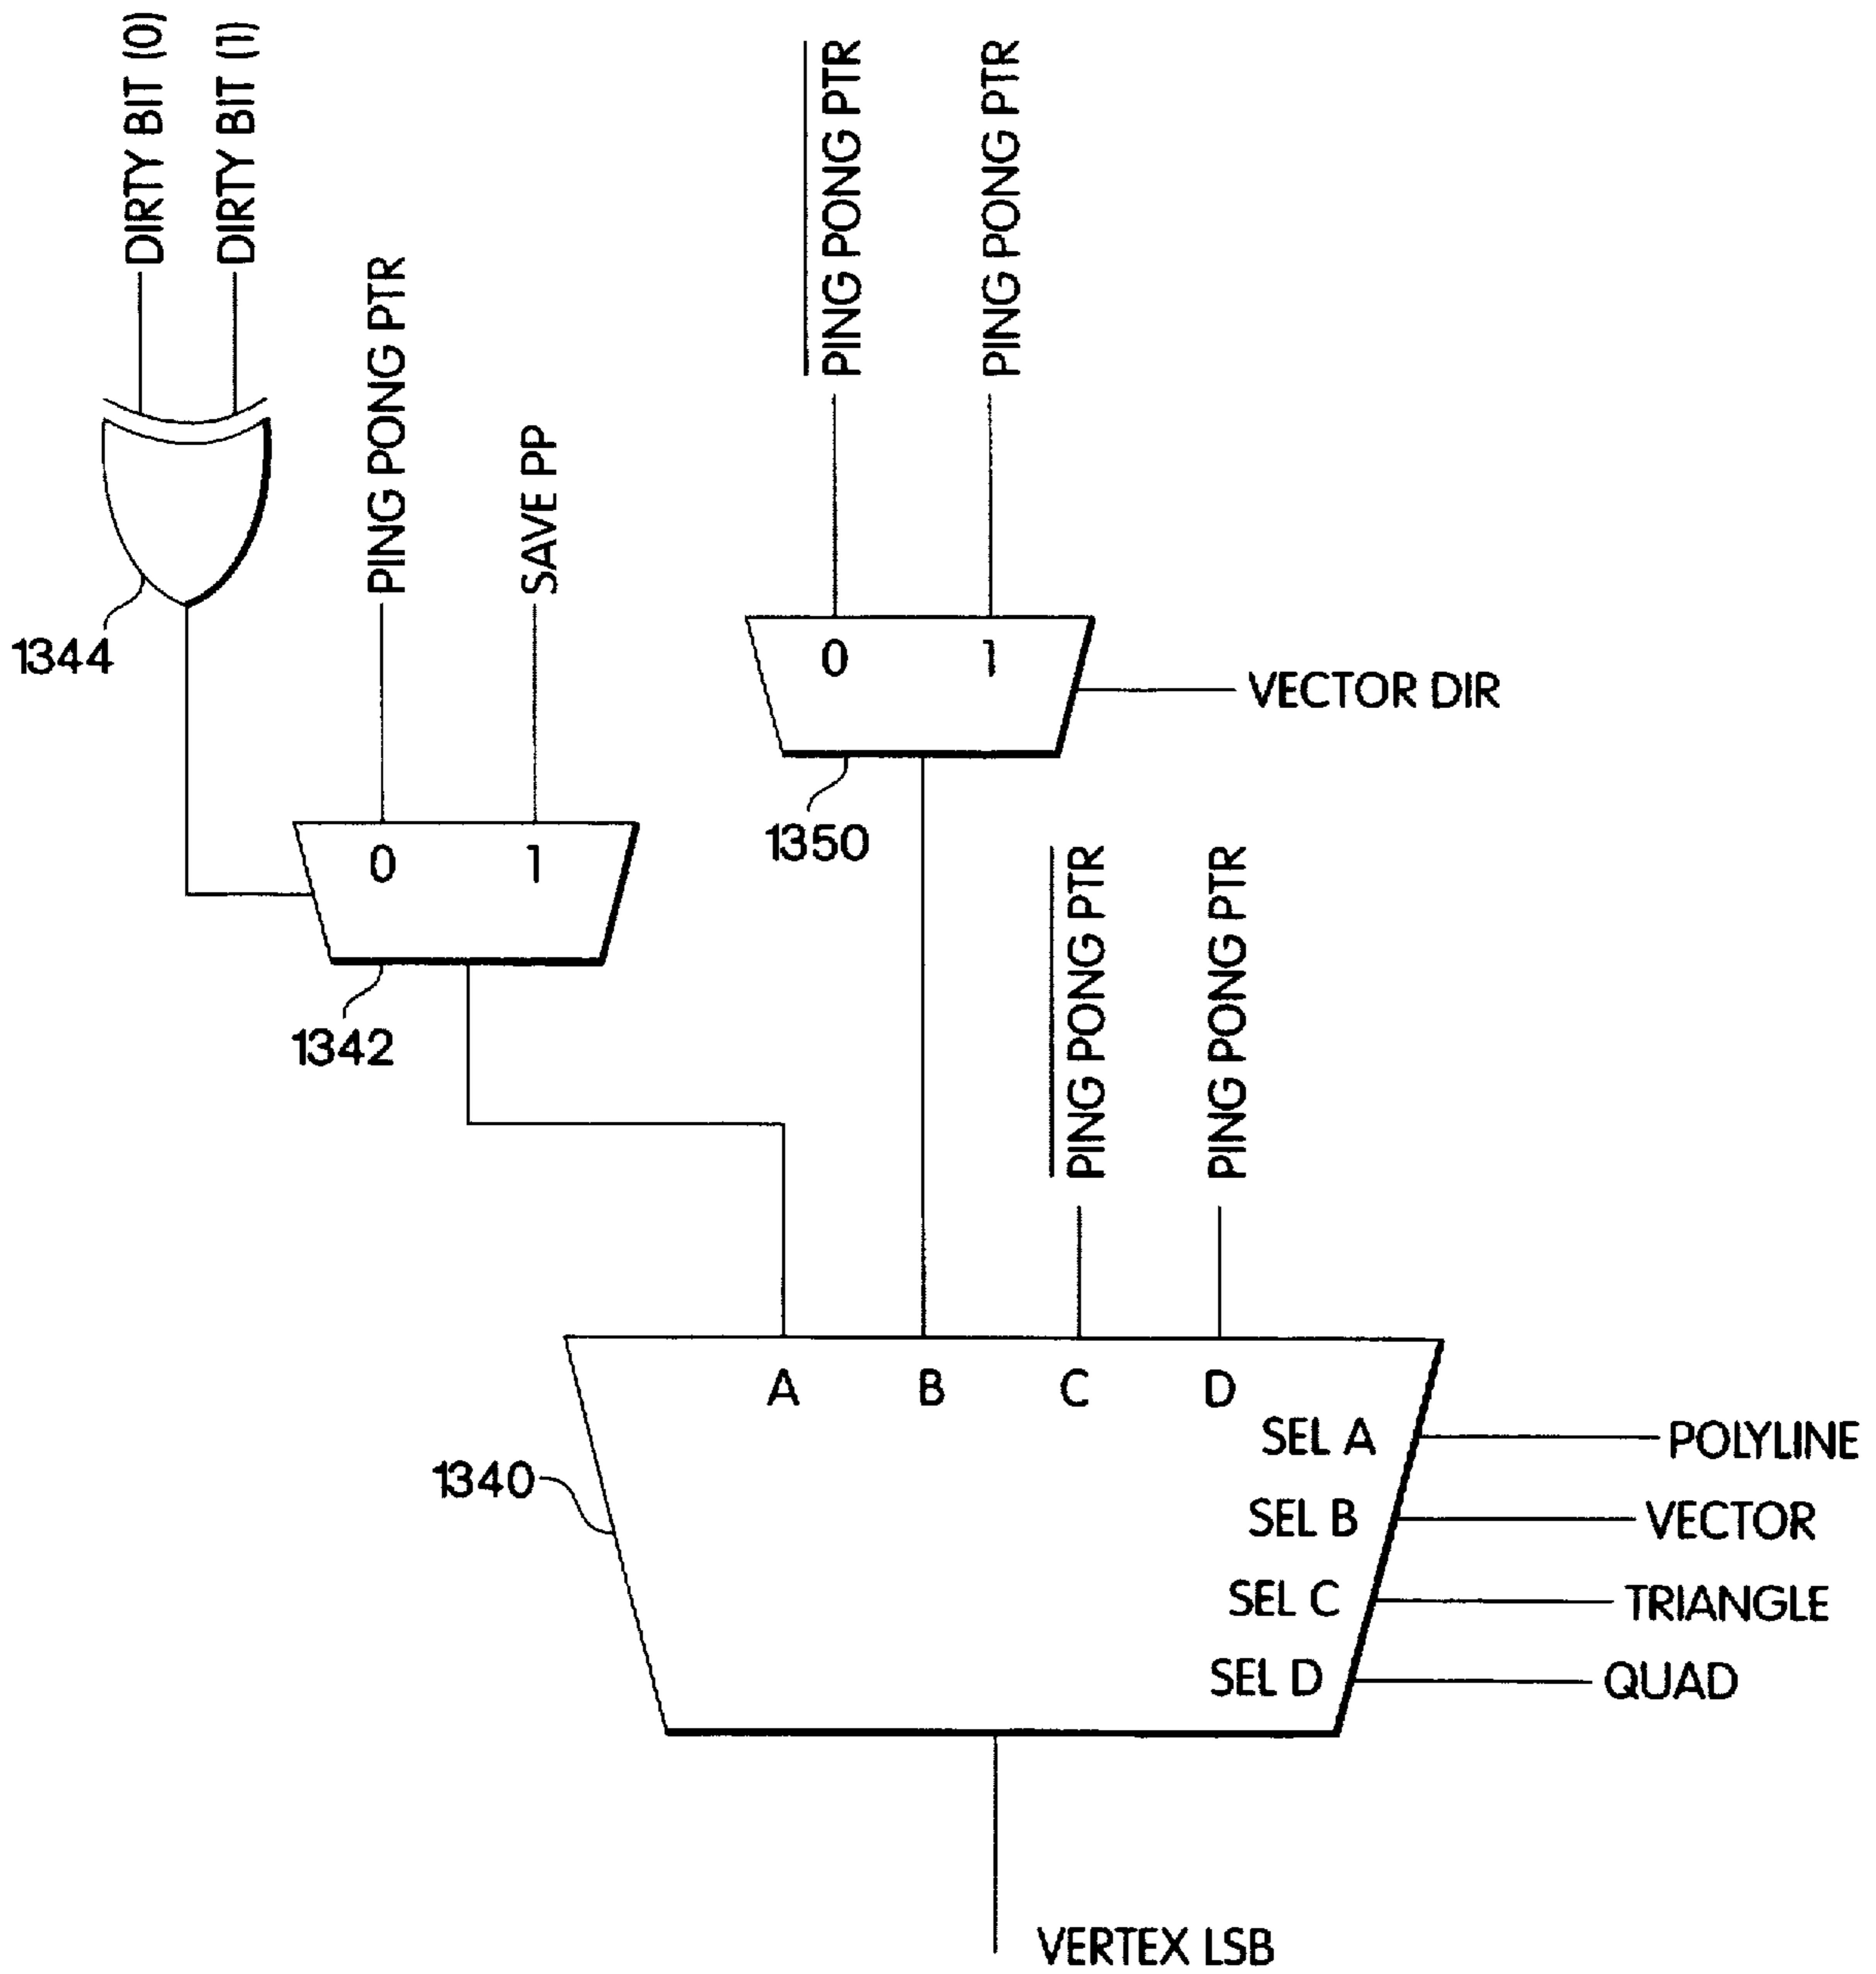 DIRTY BIT (0)
DIRTY BIT (1)
PING PONG PTR
SAVE PP
PING PONG PTR
PING PONG PTR
1344
0 1
VECTOR DIR
1350
0 1
1342
PING PONG PTR
PING PONG PTR
A B C D
SEL A POLYLINE
1340
SEL B VECTOR
SEL C TRIANGLE
SEL D QUAD
VERTEX LSB